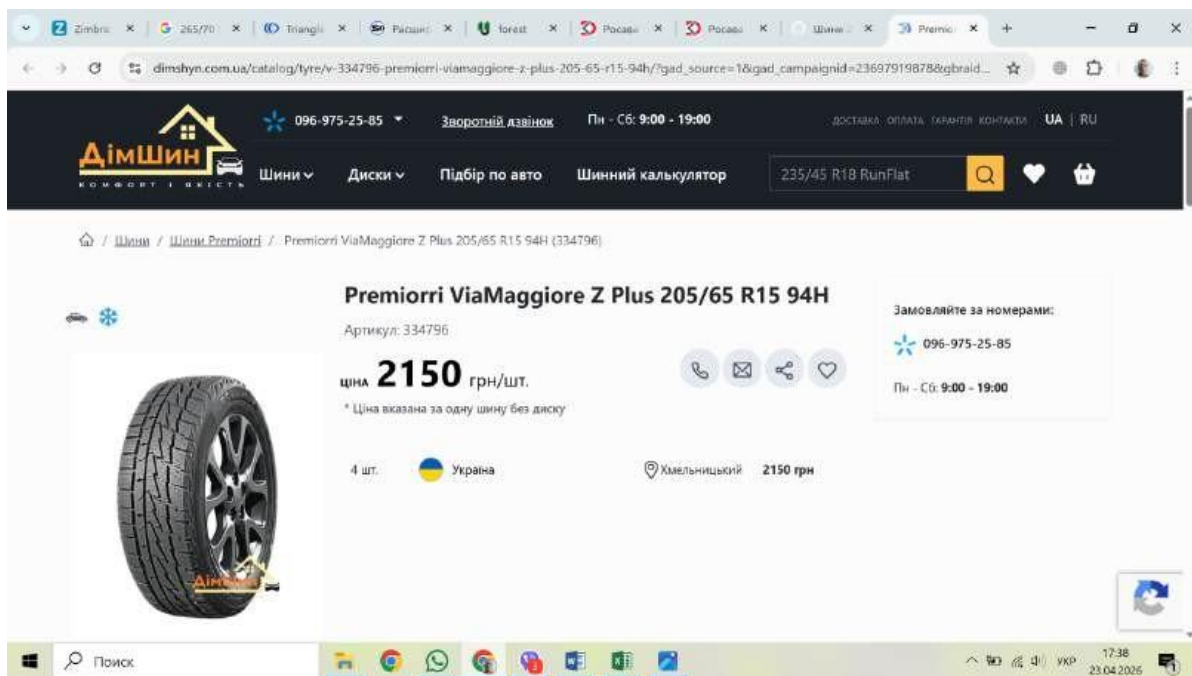 Zimbra
265/70
Triangl
Расшир
forest
Росава
Росава
Шини
Premio
dimshyn.com.ua/catalog/tyre/v-334796-premiorri-viamaggiore-z-plus-205-65-r15-94h/?gad_source=1&gad_campaignid=23697919878&gbraid...
ДімШин
КОМФОРТ І ЯКІСТЬ
096-975-25-85
Зворотній дзвінок
Пн - Сб: 9:00 - 19:00
ДОСТАВКА ОПЛАТА ГАРАНТІЯ КОНТАКТИ UA | RU
Шини Диски Підбір по авто Шинний калькулятор
235/45 R18 RunFlat
/ Шини / Шини Premiorri / Premiorri ViaMaggiore Z Plus 205/65 R15 94H (334796)
Premiorri ViaMaggiore Z Plus 205/65 R15 94H
Артикул: 334796
ЦІНА 2150 грн/шт.
* Ціна вказана за одну шину без диску
4 шт. Україна Хмельницький 2150 грн
Замовляйте за номерами:
096-975-25-85
Пн - Сб: 9:00 - 19:00
Поиск
УКР
17:38
23.04.2026